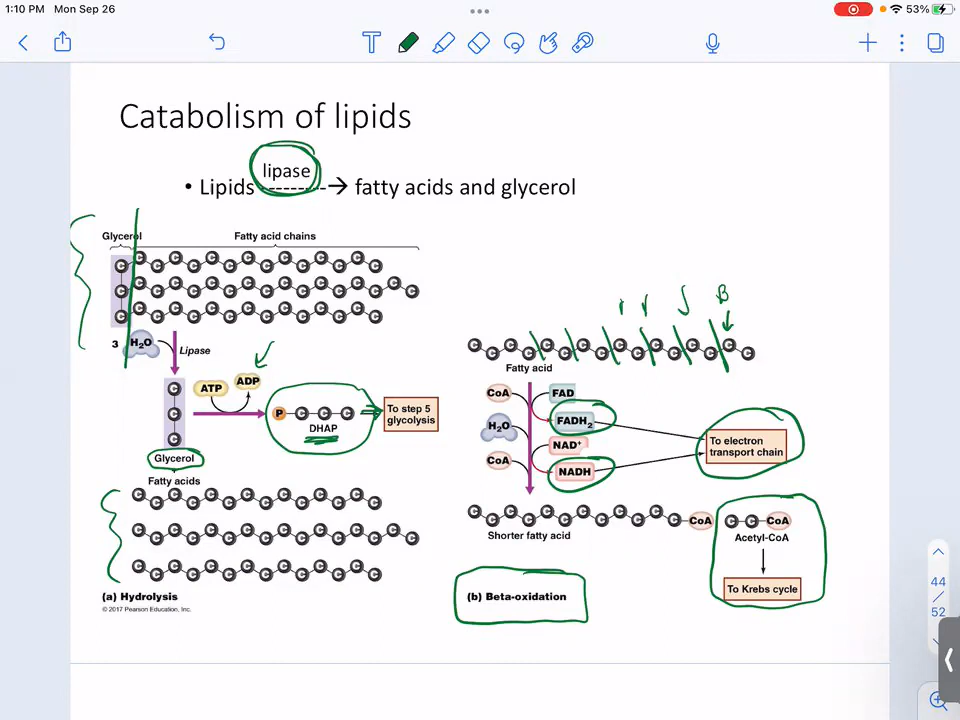 1:10 PM Mon Sep 26
53%
T
Catabolism of lipids
lipase
• Lipids ---------→ fatty acids and glycerol
Glycerol
Fatty acid chains
C C C C C C C C C C C C C C C
C C C C C C C C C C C C C C C C C
C C C C C C C C C C C C C C C
3 H₂O
Lipase
C
C
C
ATP
ADP
P C C C
DHAP
To step 5
glycolysis
Glycerol
Fatty acids
C C C C C C C C C C C C C C
C C C C C C C C C C C C C C C C
C C C C C C C C C C C C C C
(a) Hydrolysis
© 2017 Pearson Education, Inc.
B
C C C C C C C C C C C C C C C C
Fatty acid
CoA
FAD
H₂O
FADH₂
NAD⁺
CoA
NADH
To electron
transport chain
C C C C C C C C C C C C CoA
Shorter fatty acid
C C CoA
Acetyl-CoA
To Krebs cycle
(b) Beta-oxidation
44
/
52